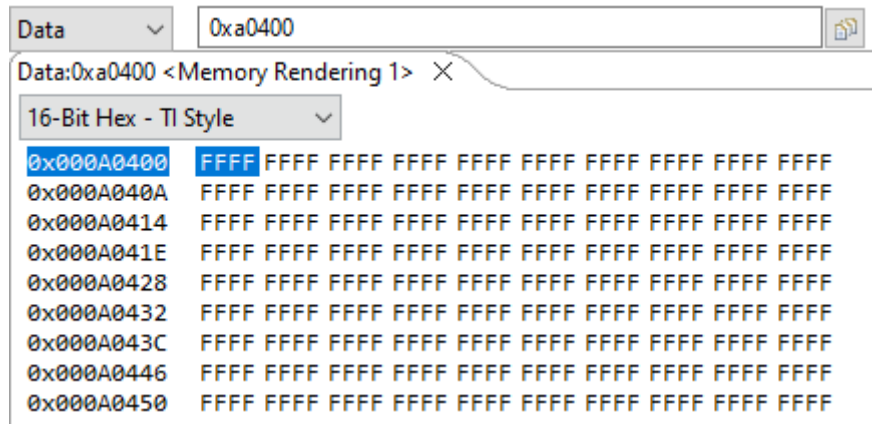 Data 0xa0400
Data:0xa0400 <Memory Rendering 1>
16-Bit Hex - TI Style
0x000A0400 FFFF FFFF FFFF FFFF FFFF FFFF FFFF FFFF FFFF FFFF
0x000A040A FFFF FFFF FFFF FFFF FFFF FFFF FFFF FFFF FFFF FFFF
0x000A0414 FFFF FFFF FFFF FFFF FFFF FFFF FFFF FFFF FFFF FFFF
0x000A041E FFFF FFFF FFFF FFFF FFFF FFFF FFFF FFFF FFFF FFFF
0x000A0428 FFFF FFFF FFFF FFFF FFFF FFFF FFFF FFFF FFFF FFFF
0x000A0432 FFFF FFFF FFFF FFFF FFFF FFFF FFFF FFFF FFFF FFFF
0x000A043C FFFF FFFF FFFF FFFF FFFF FFFF FFFF FFFF FFFF FFFF
0x000A0446 FFFF FFFF FFFF FFFF FFFF FFFF FFFF FFFF FFFF FFFF
0x000A0450 FFFF FFFF FFFF FFFF FFFF FFFF FFFF FFFF FFFF FFFF